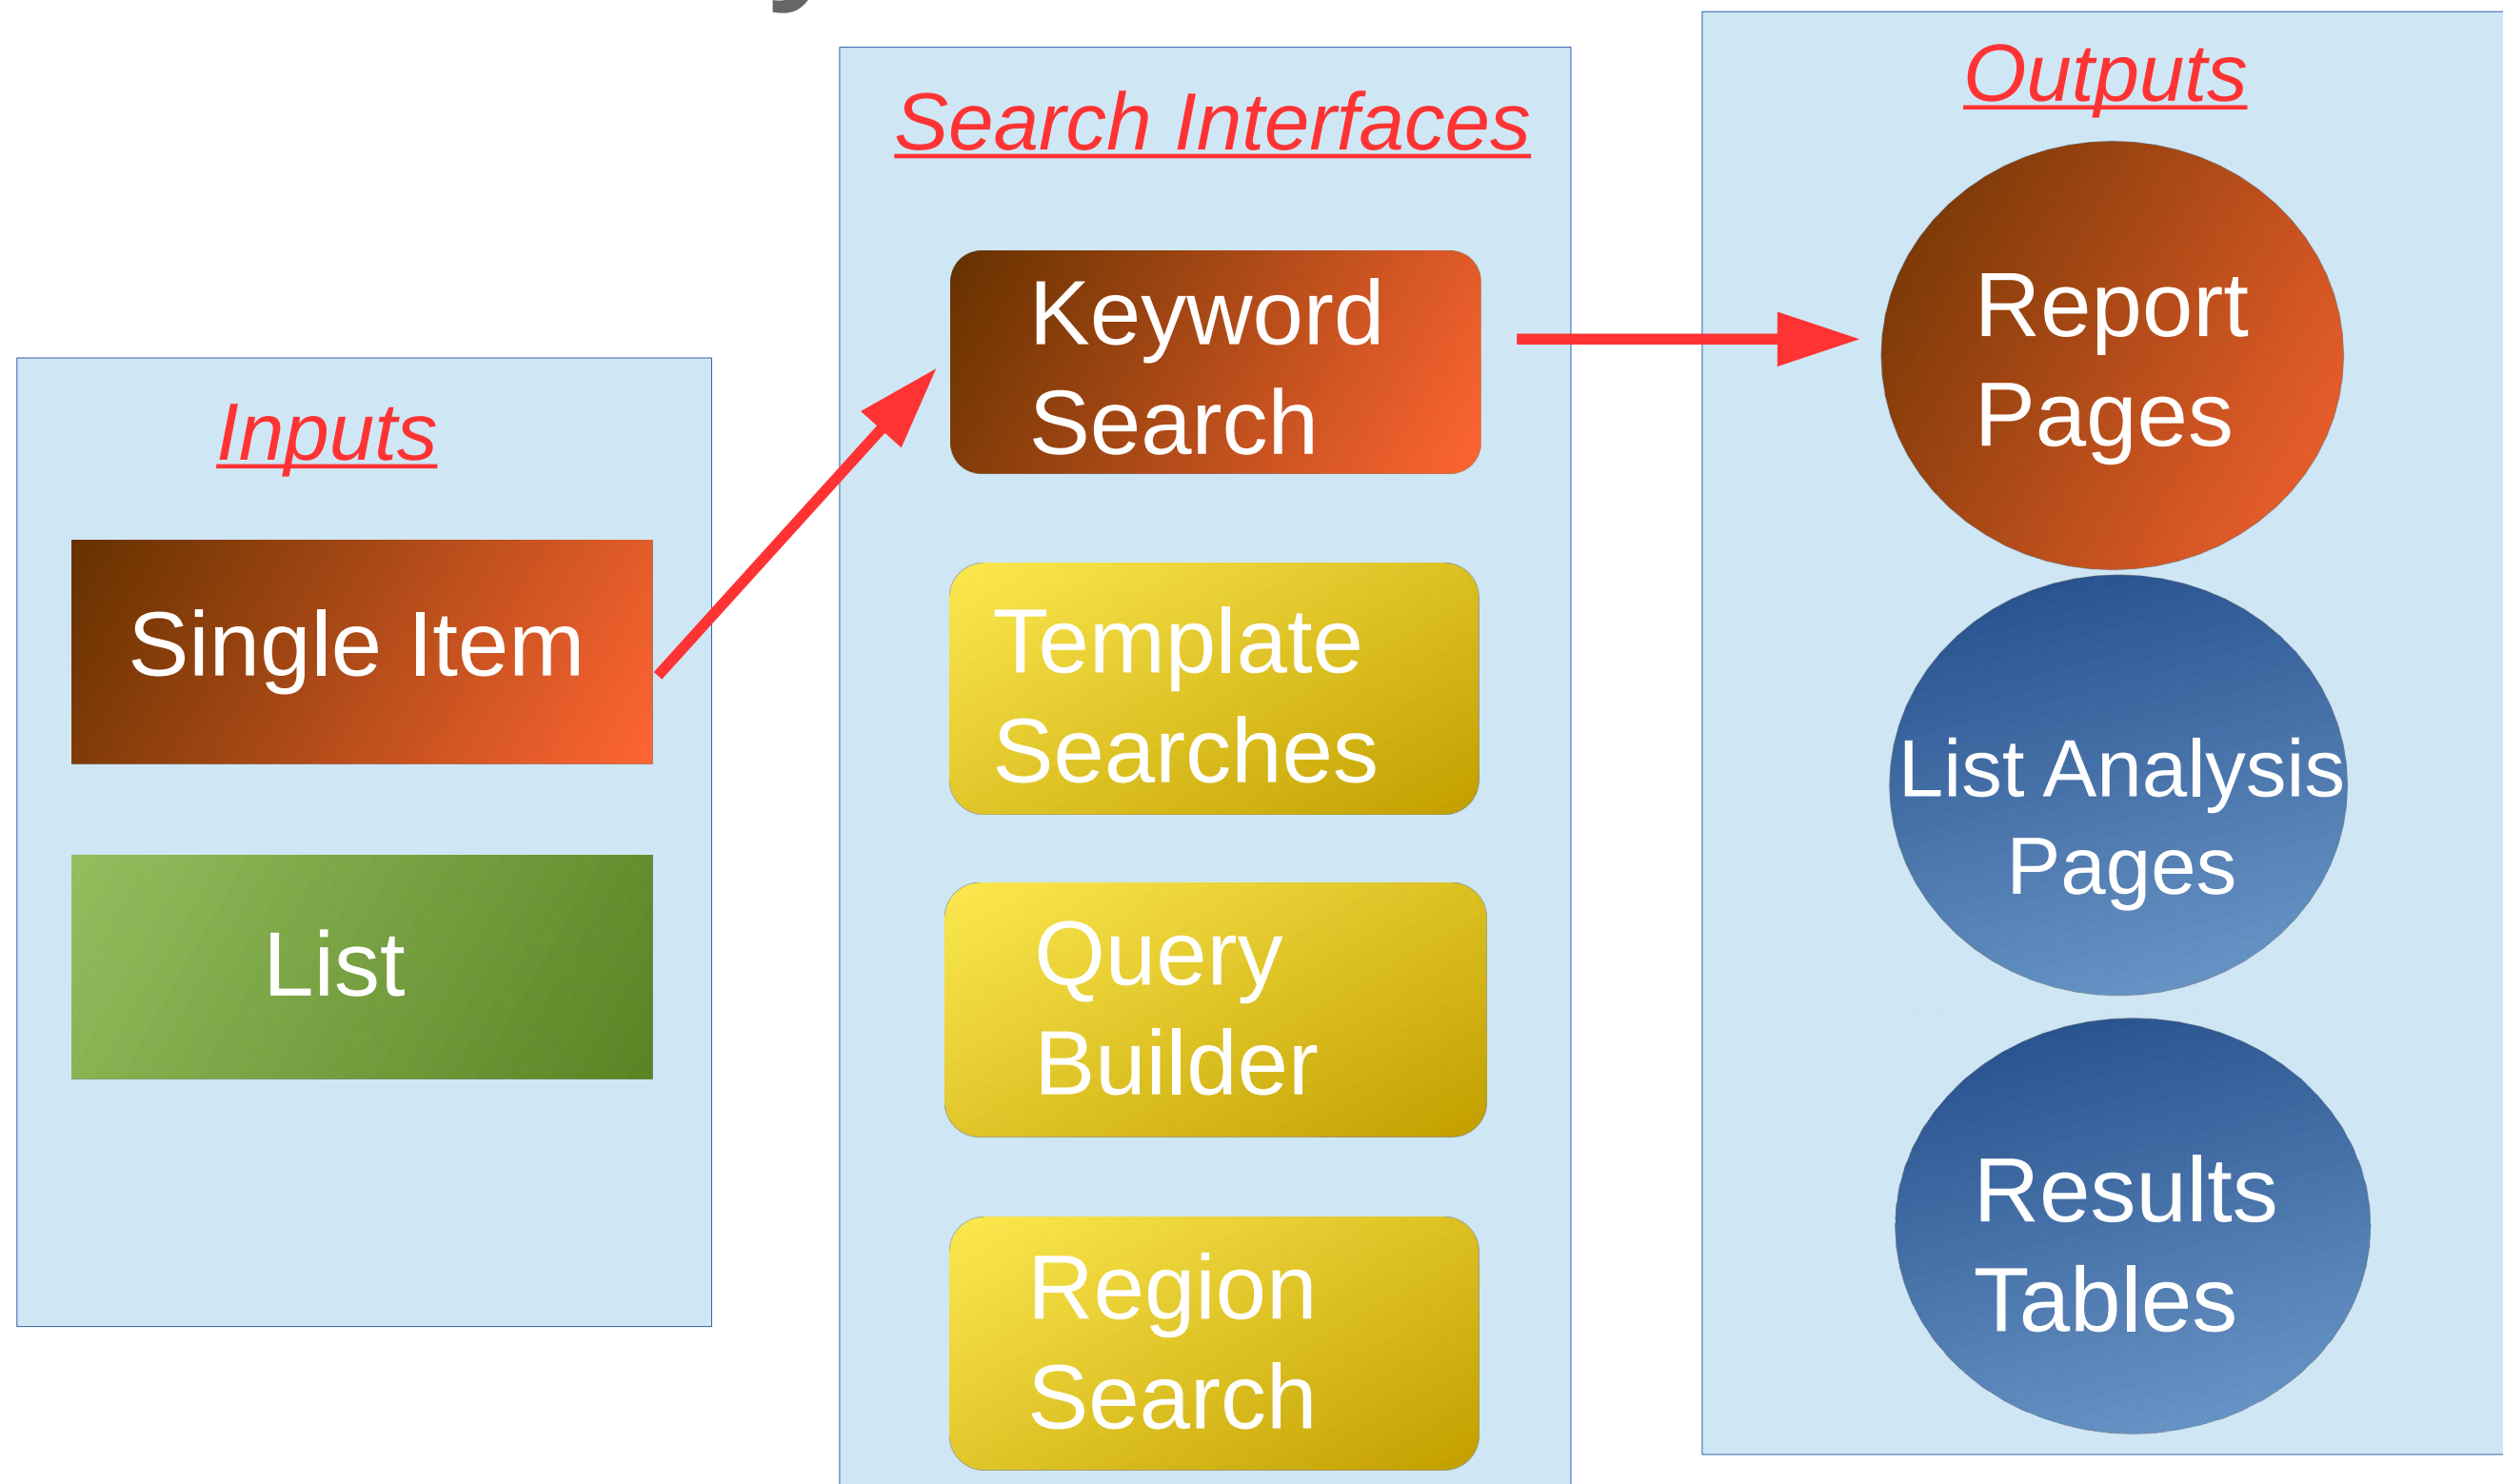 Inputs
Single Item
List
Search Interfaces
Keyword
Search
Template
Searches
Query
Builder
Region
Search
Outputs
Report
Pages
List Analysis
Pages
Results
Tables